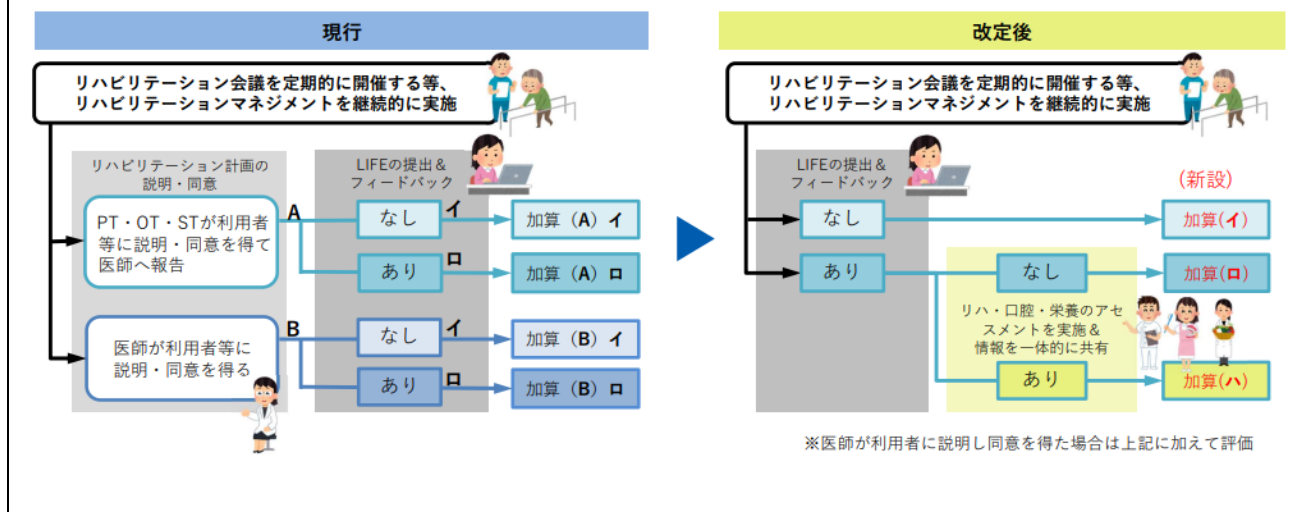 現行
リハビリテーション会議を定期的に開催する等、
リハビリテーションマネジメントを継続的に実施
リハビリテーション計画の
説明・同意
LIFEの提出＆
フィードバック
PT・OT・STが利用者
等に説明・同意を得て
医師へ報告
A
なし
イ
加算（A）イ
あり
ロ
加算（A）ロ
医師が利用者等に
説明・同意を得る
B
なし
イ
加算（B）イ
あり
ロ
加算（B）ロ
改定後
リハビリテーション会議を定期的に開催する等、
リハビリテーションマネジメントを継続的に実施
LIFEの提出＆
フィードバック
(新設)
なし
加算(イ)
あり
なし
加算(ロ)
リハ・口腔・栄養のアセ
スメントを実施＆
情報を一体的に共有
あり
加算(ハ)
※医師が利用者に説明し同意を得た場合は上記に加えて評価